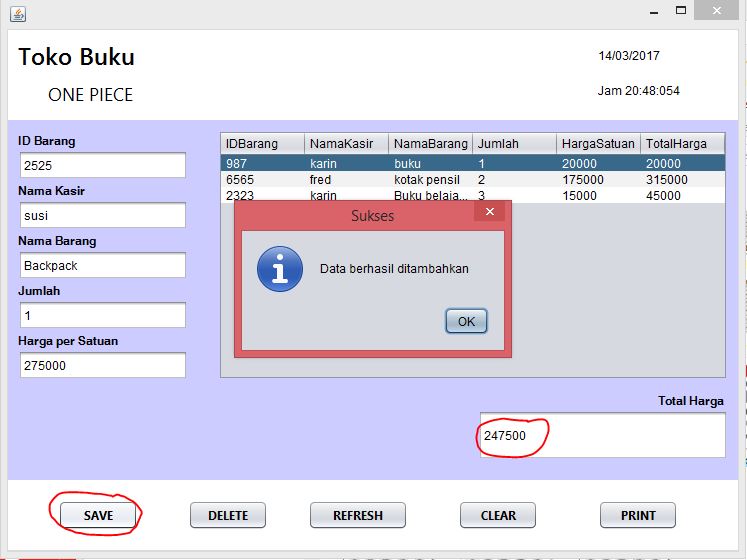 Toko Buku
14/03/2017
ONE PIECE
Jam 20:48:054
ID Barang
2525
Nama Kasir
susi
Nama Barang
Backpack
Jumlah
1
Harga per Satuan
275000
IDBarang NamaKasir NamaBarang Jumlah HargaSatuan TotalHarga
987 karin buku 1 20000 20000
6565 fred kotak pensil 2 175000 315000
2323 karin Buku belaja... 3 15000 45000
Sukses
Data berhasil ditambahkan
OK
Total Harga
247500
SAVE DELETE REFRESH CLEAR PRINT